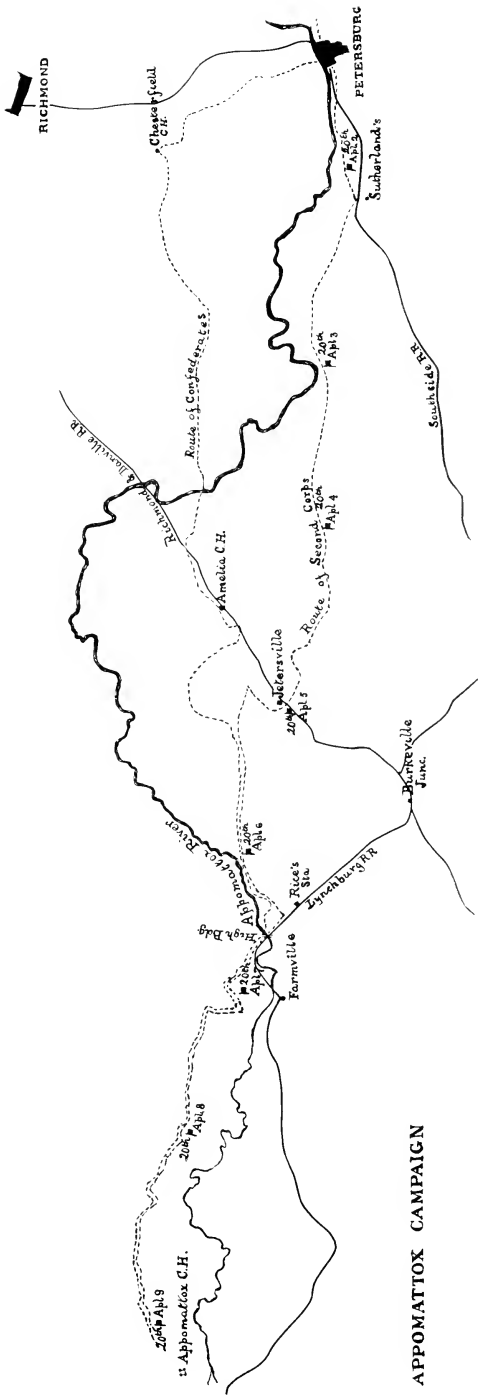 RICHMOND
PETERSBURG
Chesterfield
C.H.
20th
Apl 2
Sutherland's
Route of Confederates
20th
Apl 3
Southside R.R.
Richmond & Danville RR
Route of Second Corps
20th
Apl 4
Amelia C.H.
Jetersville
20th
Apl 5
Burkeville
Junc.
Appomattox River
20th
Apl 6
Rice's
Sta
Lynchburg RR
High Bdg
20th
Apl 7
Farmville
20th
Apl 8
20th Apl 9
Appomattox C.H.
APPOMATTOX CAMPAIGN